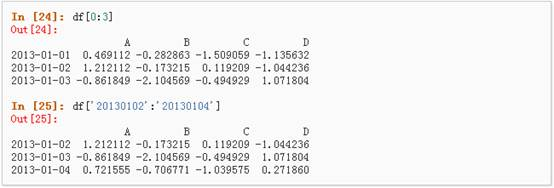 In [24]: df[0:3]
Out[24]:
                   A         B         C         D
2013-01-01  0.469112 -0.282863 -1.509059 -1.135632
2013-01-02  1.212112 -0.173215  0.119209 -1.044236
2013-01-03 -0.861849 -2.104569 -0.494929  1.071804
In [25]: df['20130102':'20130104']
Out[25]:
                   A         B         C         D
2013-01-02  1.212112 -0.173215  0.119209 -1.044236
2013-01-03 -0.861849 -2.104569 -0.494929  1.071804
2013-01-04  0.721555 -0.706771 -1.039575  0.271860